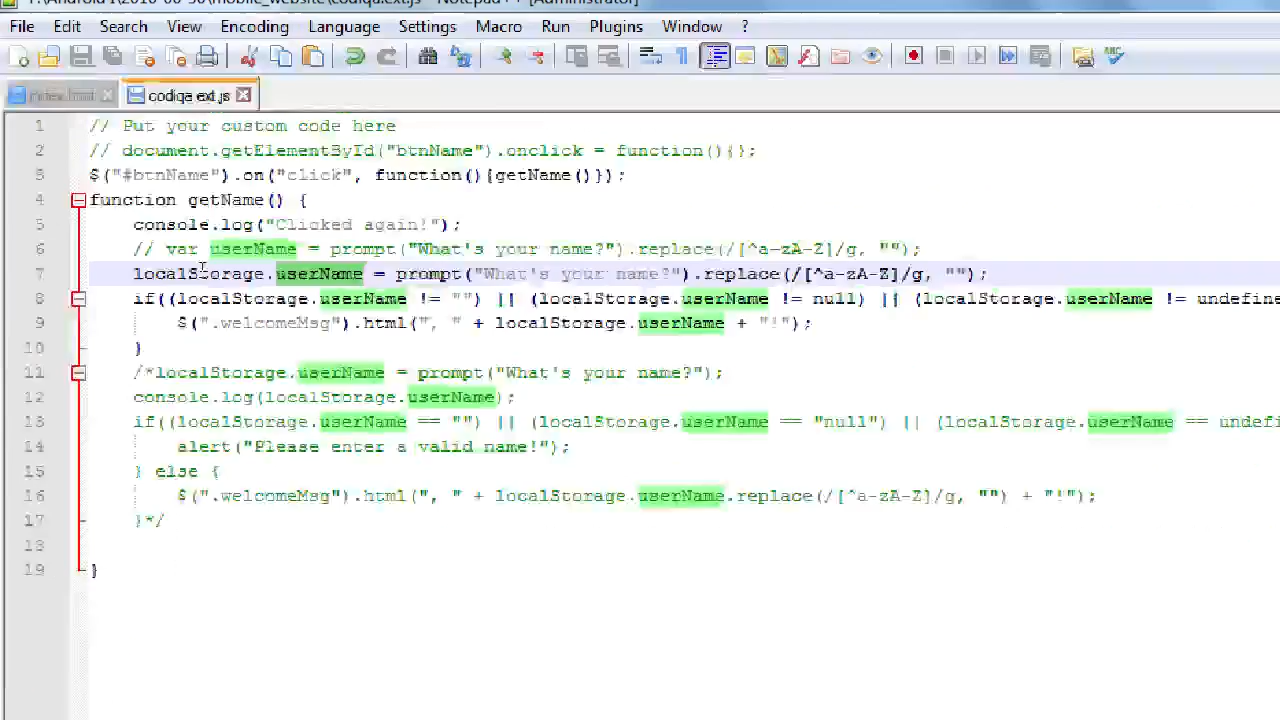 File Edit Search View Encoding Language Settings Macro Run Plugins Window ?
codiqa.ext.js
1 // Put your custom code here
2 // document.getElementById("btnName").onclick = function(){};
3 $("#btnName").on("click", function(){getName()});
4 function getName() {
5 console.log("Clicked again!");
6 // var userName = prompt("What's your name?").replace(/[^a-zA-Z]/g, "");
7 localStorage.userName = prompt("What's your name?").replace(/[^a-zA-Z]/g, "");
8 if((localStorage.userName != "") || (localStorage.userName != null) || (localStorage.userName != undefine
9 $(".welcomeMsg").html(", " + localStorage.userName + "!");
10 }
11 /*localStorage.userName = prompt("What's your name?");
12 console.log(localStorage.userName);
13 if((localStorage.userName == "") || (localStorage.userName == "null") || (localStorage.userName == undefi
14 alert("Please enter a valid name!");
15 } else {
16 $(".welcomeMsg").html(", " + localStorage.userName.replace(/[^a-zA-Z]/g, "") + "!");
17 }*/
18
19 }